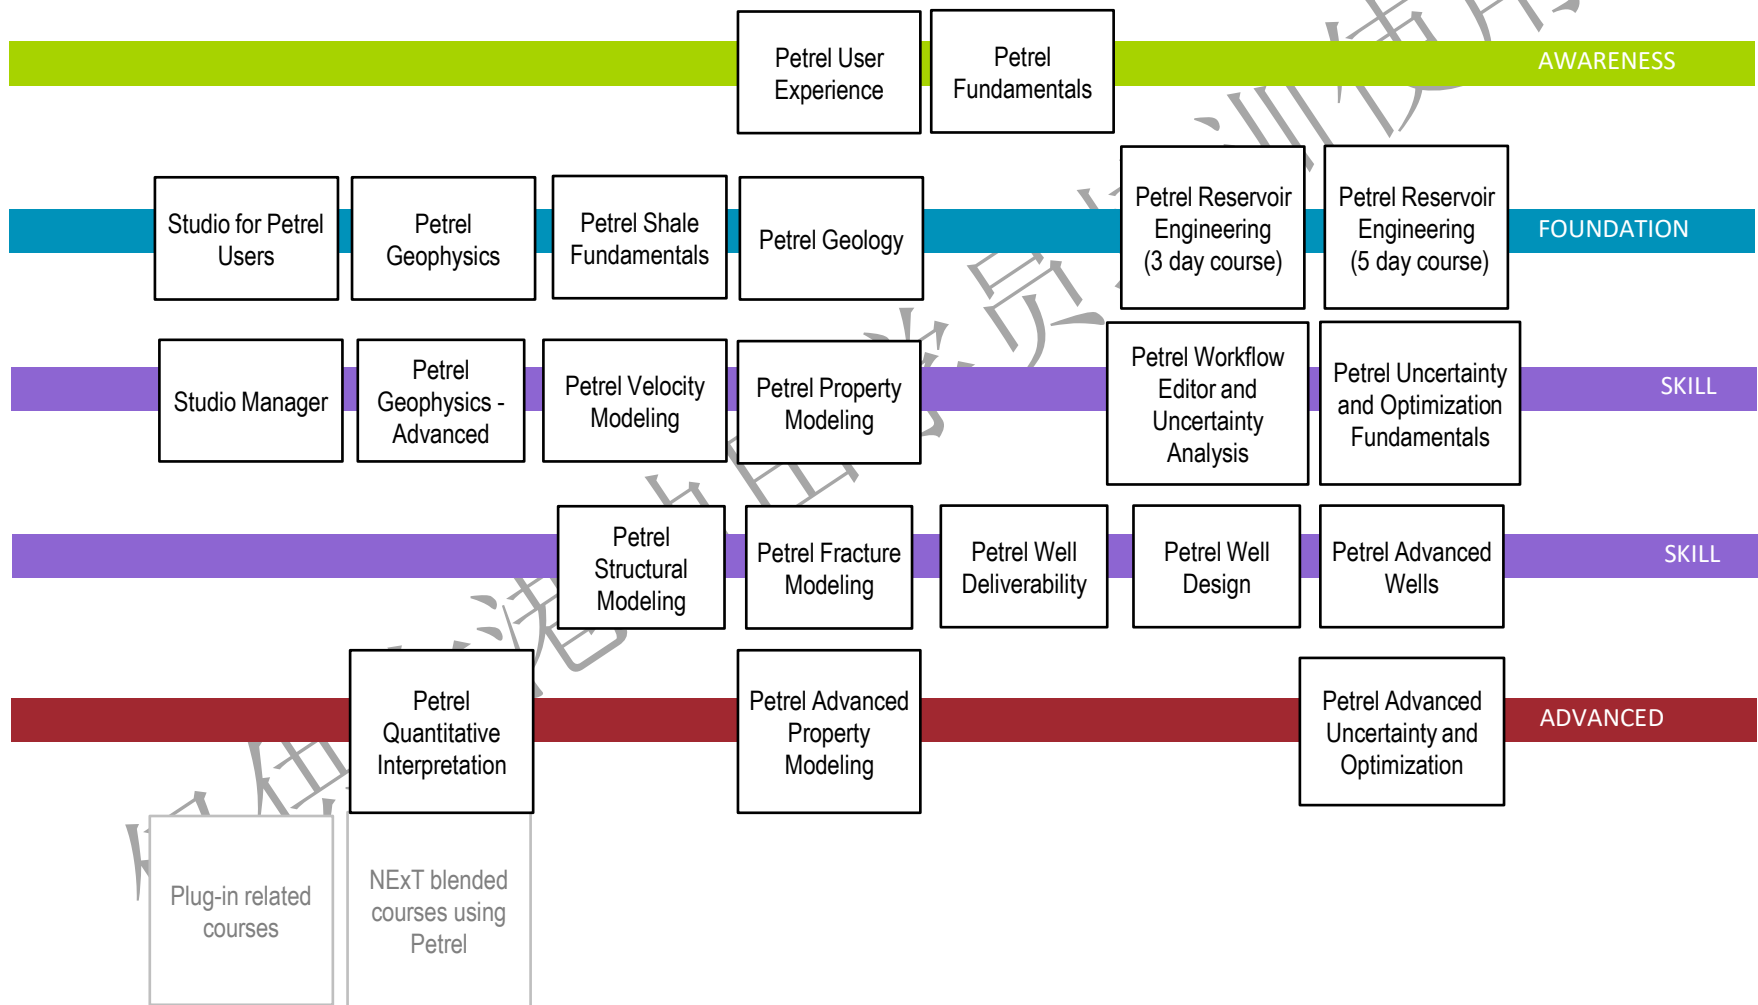 Petrel User
Experience
Petrel
Fundamentals
AWARENESS
Studio for Petrel
Users
Petrel
Geophysics
Petrel Shale
Fundamentals
Petrel Geology
Petrel Reservoir
Engineering
(3 day course)
Petrel Reservoir
Engineering
(5 day course)
FOUNDATION
Studio Manager
Petrel
Geophysics -
Advanced
Petrel Velocity
Modeling
Petrel Property
Modeling
Petrel Workflow
Editor and
Uncertainty
Analysis
Petrel Uncertainty
and Optimization
Fundamentals
SKILL
Petrel
Structural
Modeling
Petrel Fracture
Modeling
Petrel Well
Deliverability
Petrel Well
Design
Petrel Advanced
Wells
SKILL
Petrel
Quantitative
Interpretation
Petrel Advanced
Property
Modeling
Petrel Advanced
Uncertainty and
Optimization
ADVANCED
Plug-in related
courses
NExT blended
courses using
Petrel